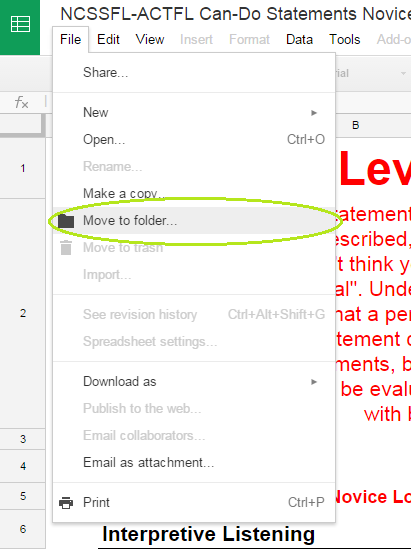 NCSSFL-ACTFL Can-Do Statements Novice
File Edit View Insert Format Data Tools Add-o
Share...
rial
fx
New
B
Open... Ctrl+O
Rename...
1
Lev
Make a copy...
Move to folder...
atement
Move to trash
escribed,
Import...
't think y
al". Unde
2
See revision history Ctrl+Alt+Shift+G
hat a per
Spreadsheet settings...
tement o
ments, b
Download as
be evalu
Publish to the web...
with b
Email collaborators...
3
Email as attachment...
4
5
Novice Lo
Print Ctrl+P
6
Interpretive Listening